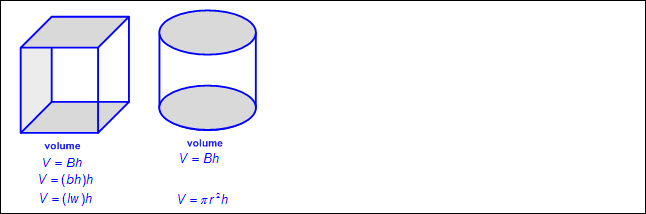 volume
V = Bh
V = (bh)h
V = (lw)h
volume
V = Bh
V = πr²h